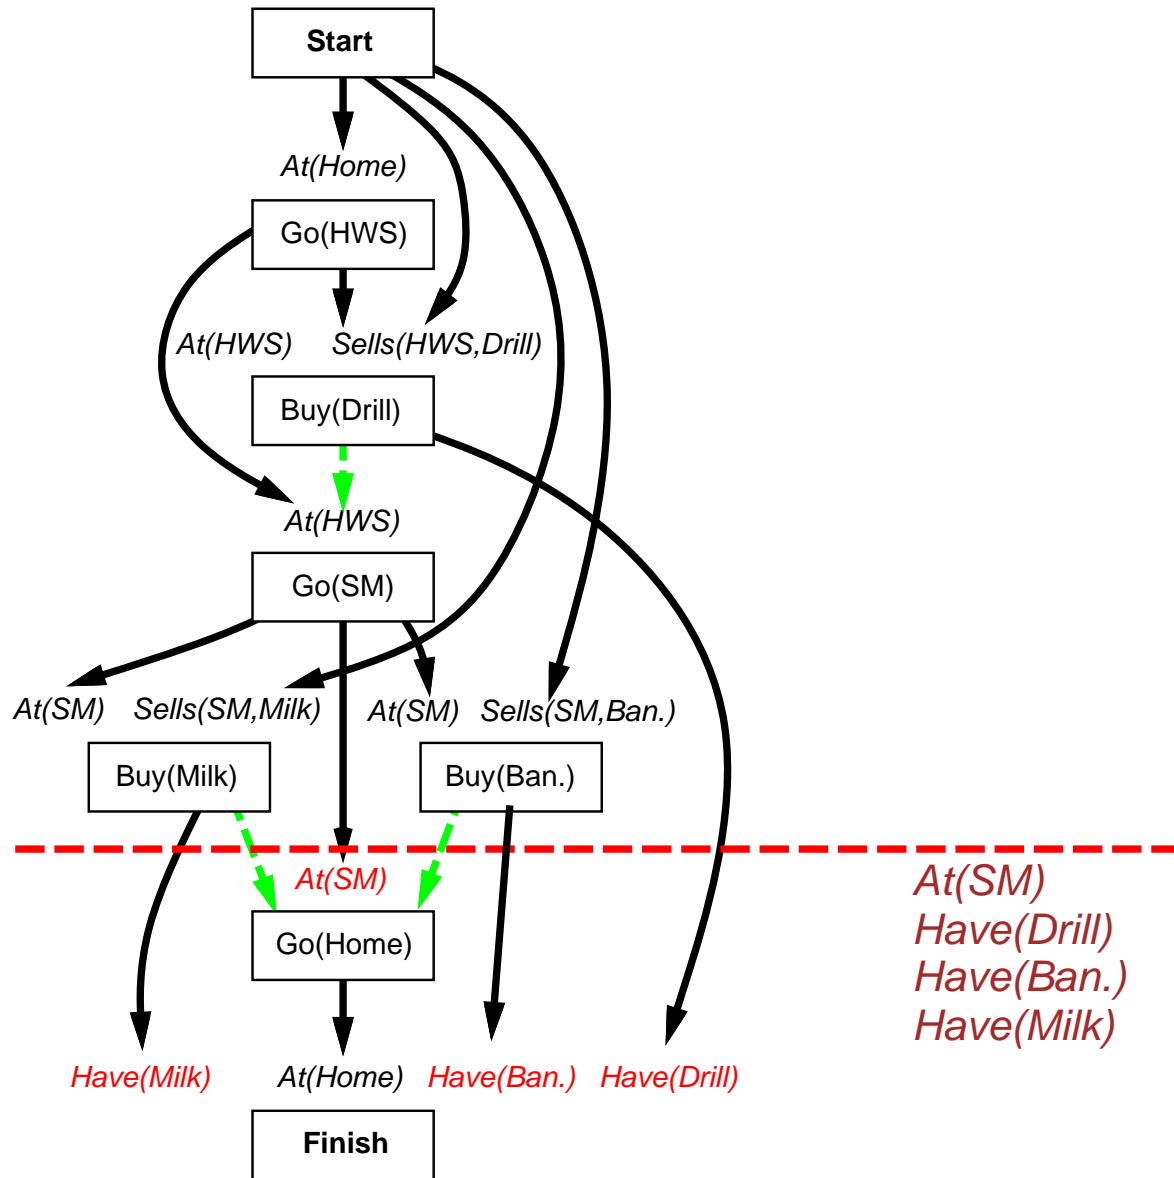 Start
At(Home)
Go(HWS)
At(HWS) Sells(HWS,Drill)
Buy(Drill)
At(HWS)
Go(SM)
At(SM) Sells(SM,Milk) At(SM) Sells(SM,Ban.)
Buy(Milk) Buy(Ban.)
At(SM)
Go(Home)
Have(Milk) At(Home) Have(Ban.) Have(Drill)
Finish
At(SM)
Have(Drill)
Have(Ban.)
Have(Milk)